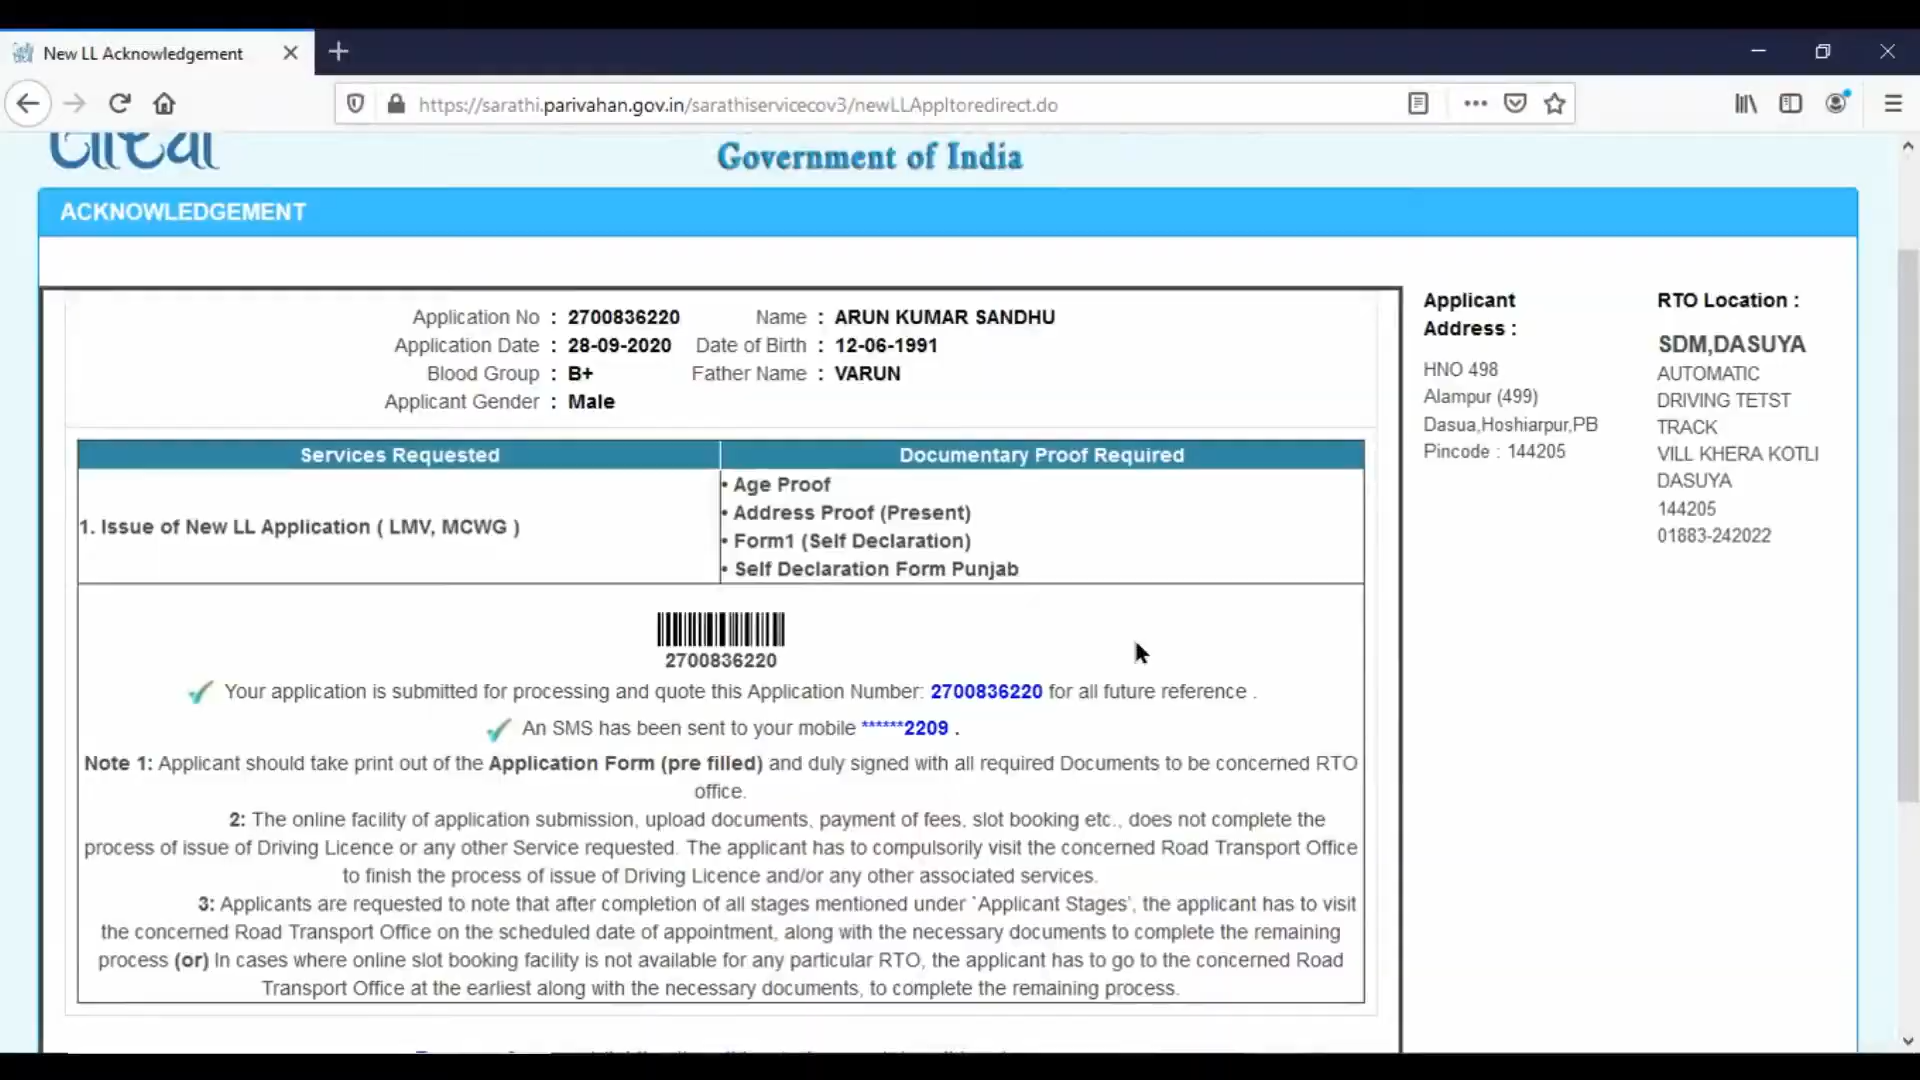 New LL Acknowledgement
https://sarathi.parivahan.gov.in/sarathiservicecov3/newLLAppltoredirect.do
Government of India
ACKNOWLEDGEMENT
Application No : 2700836220 Name : ARUN KUMAR SANDHU
Application Date : 28-09-2020 Date of Birth : 12-06-1991
Blood Group : B+ Father Name : VARUN
Applicant Gender : Male
Services Requested Documentary Proof Required
1. Issue of New LL Application ( LMV, MCWG )
• Age Proof
• Address Proof (Present)
• Form1 (Self Declaration)
• Self Declaration Form Punjab
2700836220
Your application is submitted for processing and quote this Application Number: 2700836220 for all future reference .
An SMS has been sent to your mobile ******2209 .
Note 1: Applicant should take print out of the Application Form (pre filled) and duly signed with all required Documents to be concerned RTO
office.
2: The online facility of application submission, upload documents, payment of fees, slot booking etc., does not complete the
process of issue of Driving Licence or any other Service requested. The applicant has to compulsorily visit the concerned Road Transport Office
to finish the process of issue of Driving Licence and/or any other associated services.
3: Applicants are requested to note that after completion of all stages mentioned under `Applicant Stages', the applicant has to visit
the concerned Road Transport Office on the scheduled date of appointment, along with the necessary documents to complete the remaining
process (or) In cases where online slot booking facility is not available for any particular RTO, the applicant has to go to the concerned Road
Transport Office at the earliest along with the necessary documents, to complete the remaining process.
Applicant
Address :
HNO 498
Alampur (499)
Dasua,Hoshiarpur,PB
Pincode : 144205
RTO Location :
SDM,DASUYA
AUTOMATIC
DRIVING TETST
TRACK
VILL KHERA KOTLI
DASUYA
144205
01883-242022